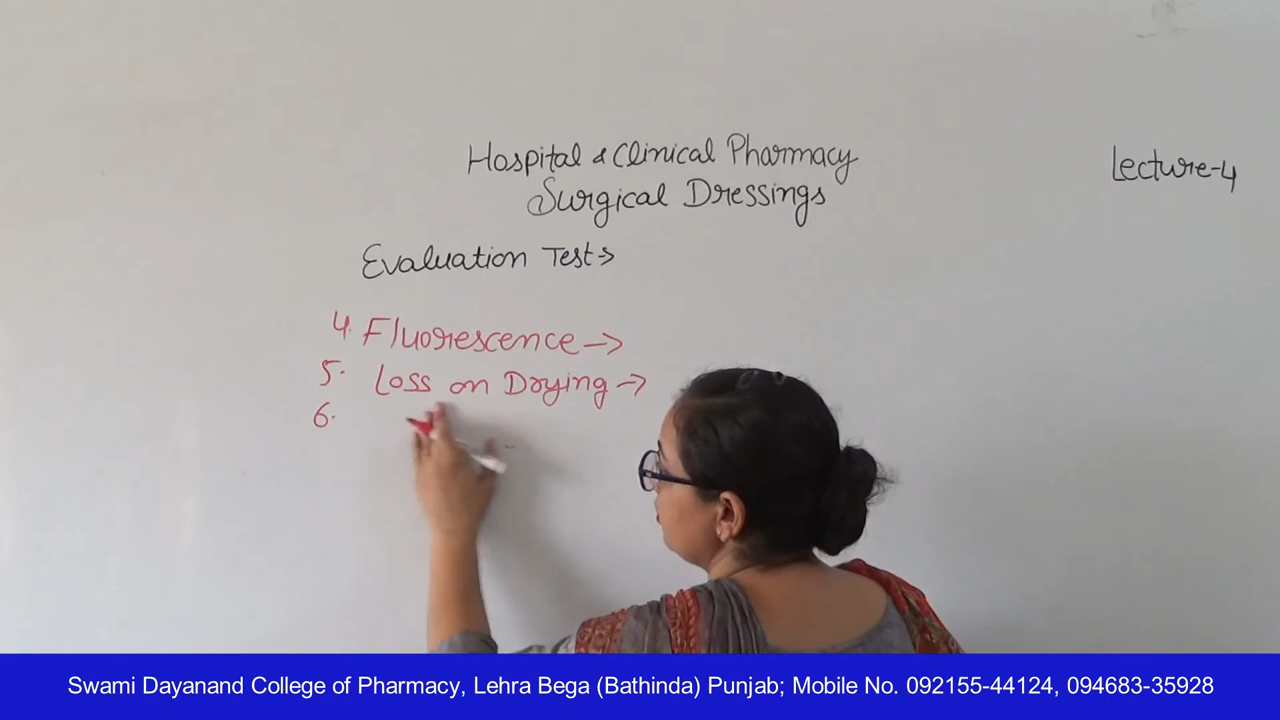 Hospital & Clinical Pharmacy
Surgical Dressings
Lecture-4
Evaluation Test→
4. Fluorescence →
5. Loss on Drying →
6.
Swami Dayanand College of Pharmacy, Lehra Bega (Bathinda) Punjab; Mobile No. 092155-44124, 094683-35928